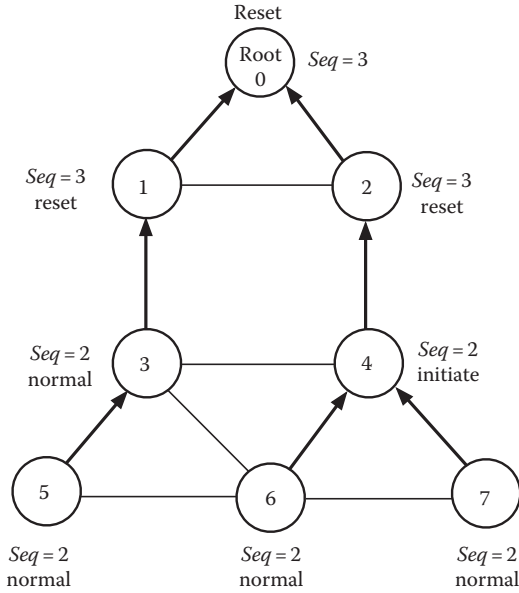 Reset
Root
0
Seq = 3
Seq = 3
reset
1
2
Seq = 3
reset
Seq = 2
normal
3
4
Seq = 2
initiate
5
6
7
Seq = 2
normal
Seq = 2
normal
Seq = 2
normal